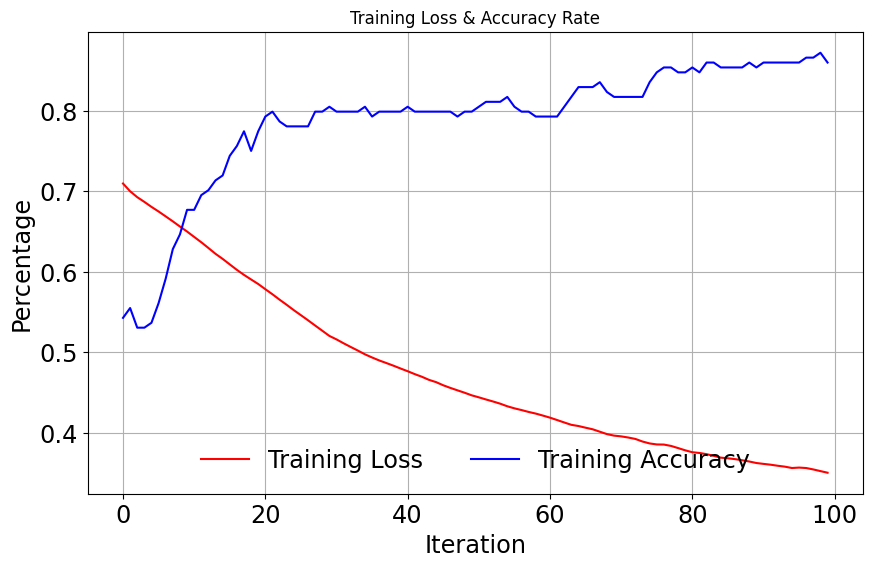 Training Loss & Accuracy Rate
Percentage
0.8
0.7
0.6
0.5
0.4
Training Loss
Training Accuracy
0 20 40 60 80 100
Iteration